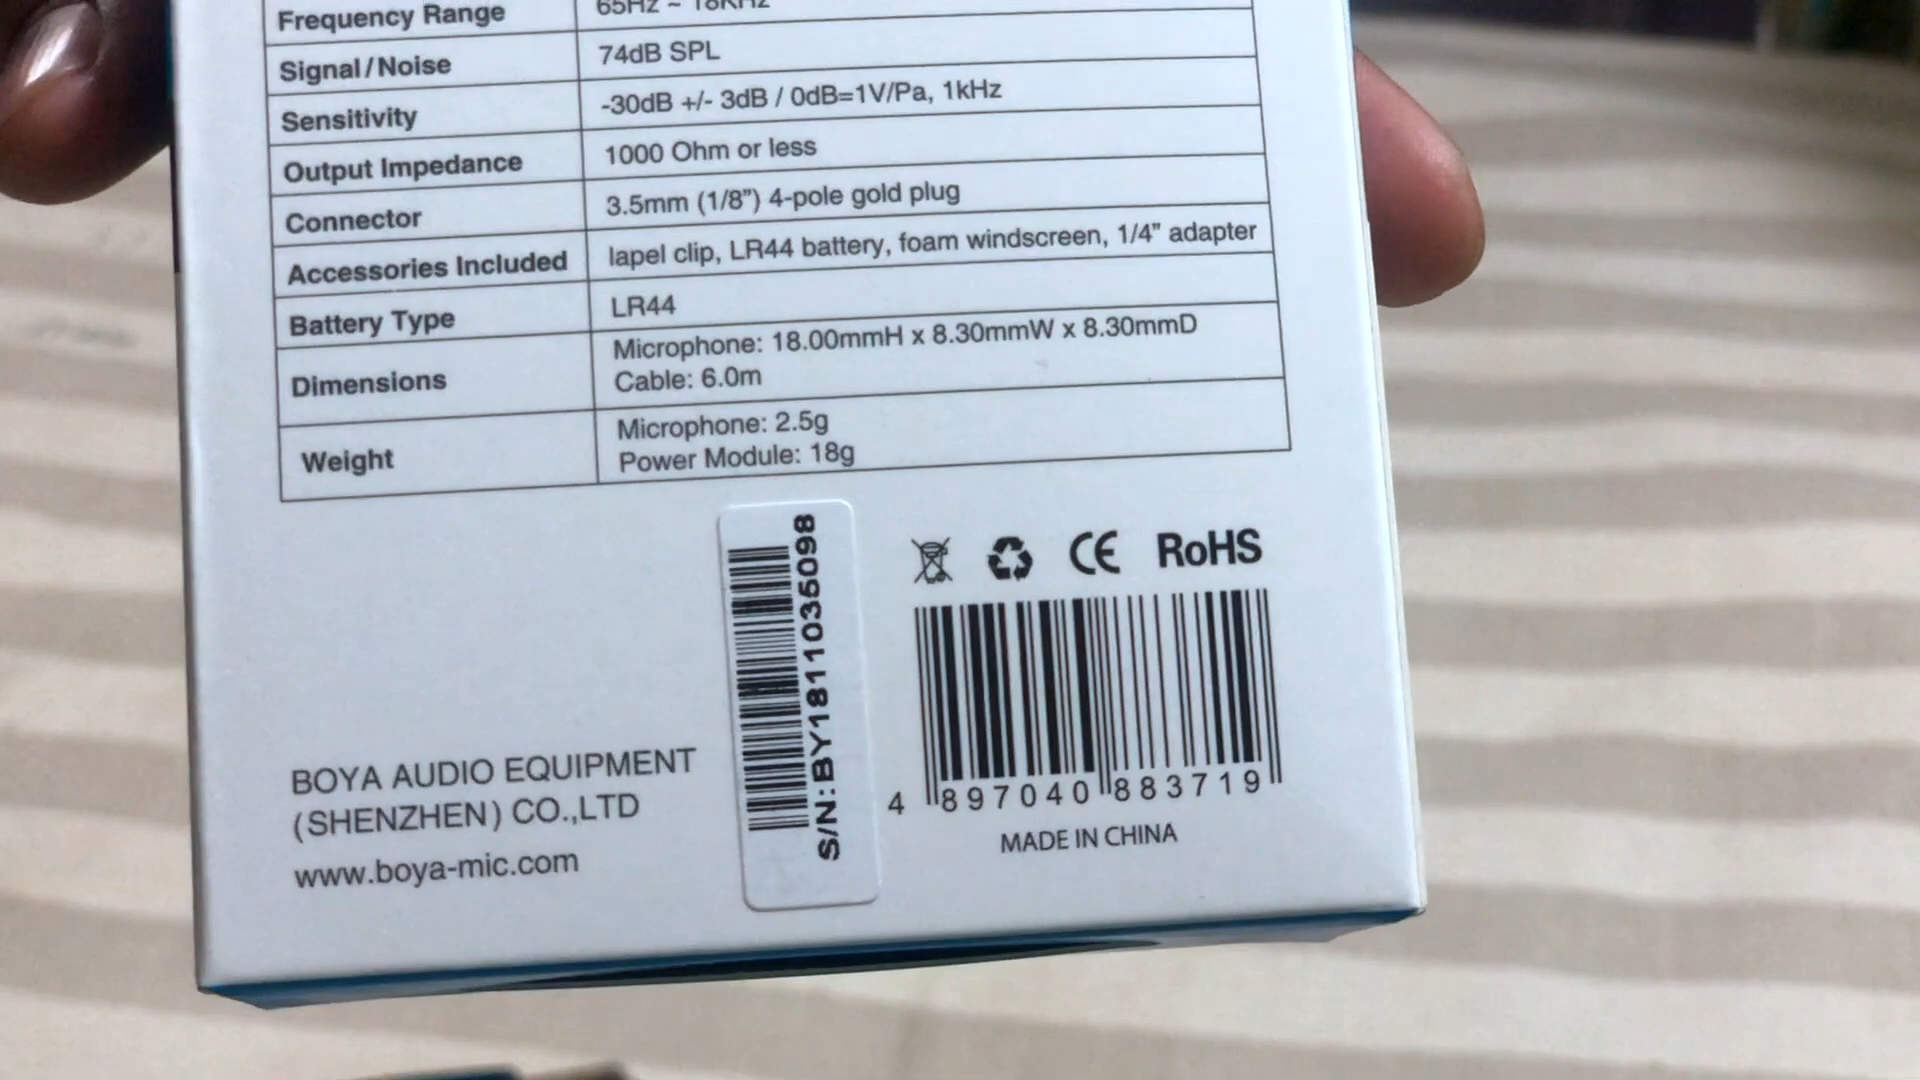 Frequency Range 65Hz ~ 18KHz
Signal/Noise 74dB SPL
Sensitivity -30dB +/- 3dB / 0dB=1V/Pa, 1kHz
Output Impedance 1000 Ohm or less
Connector 3.5mm (1/8”) 4-pole gold plug
Accessories Included lapel clip, LR44 battery, foam windscreen, 1/4” adapter
Battery Type LR44
Dimensions Microphone: 18.00mmH x 8.30mmW x 8.30mmD
Cable: 6.0m
Weight Microphone: 2.5g
Power Module: 18g
BOYA AUDIO EQUIPMENT
(SHENZHEN) CO.,LTD
www.boya-mic.com
S/N:BY1811035098
CE RoHS
4 897040 883719
MADE IN CHINA